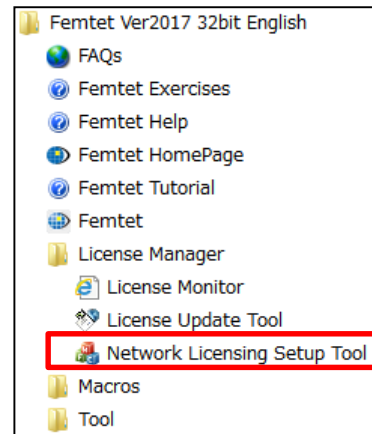 Femtet Ver2017 32bit English
FAQs
Femtet Exercises
Femtet Help
Femtet HomePage
Femtet Tutorial
Femtet
License Manager
License Monitor
License Update Tool
Network Licensing Setup Tool
Macros
Tool